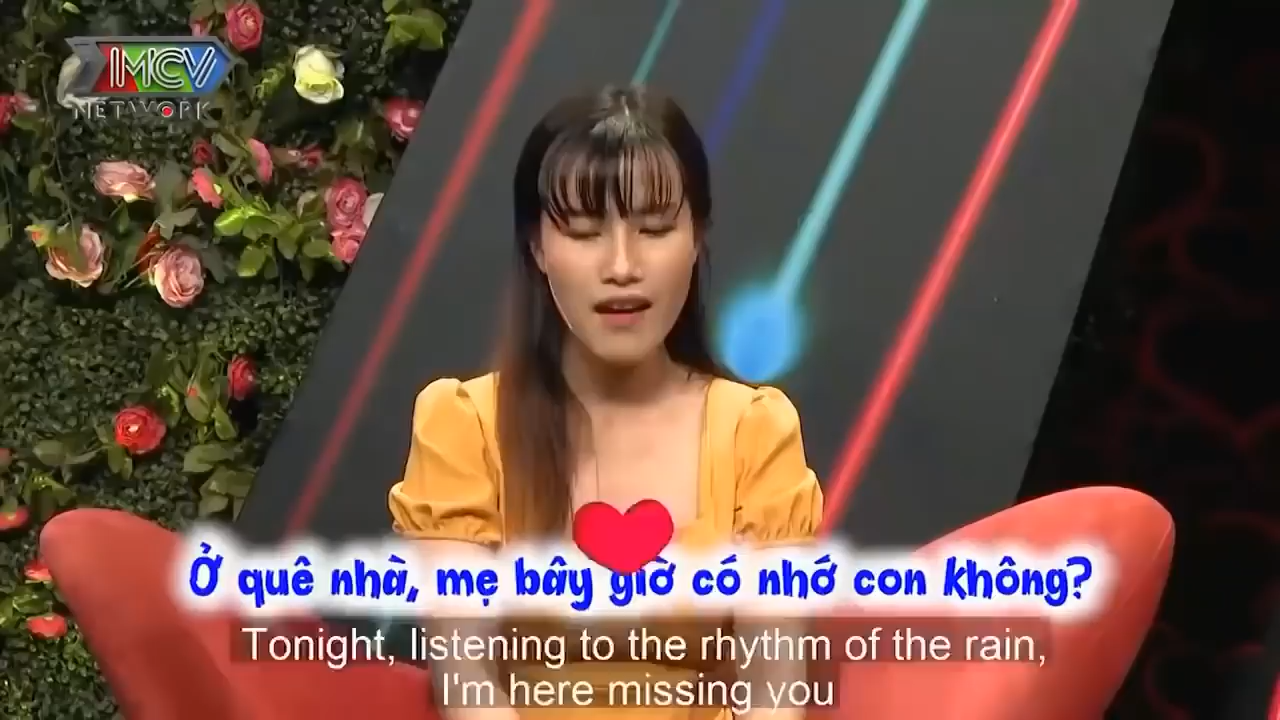 MCV
NETWORK
Ở quê nhà, mẹ bây giờ có nhớ con không?
Tonight, listening to the rhythm of the rain,
I'm here missing you